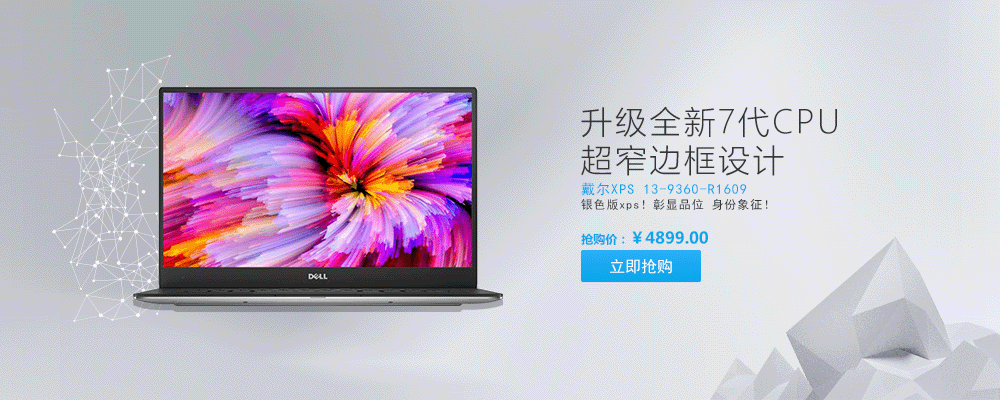 升级全新7代CPU
超窄边框设计
戴尔XPS 13-9360-R1609
银色版xps! 彰显品位 身份象征!
抢购价：￥4899.00
立即抢购
DELL